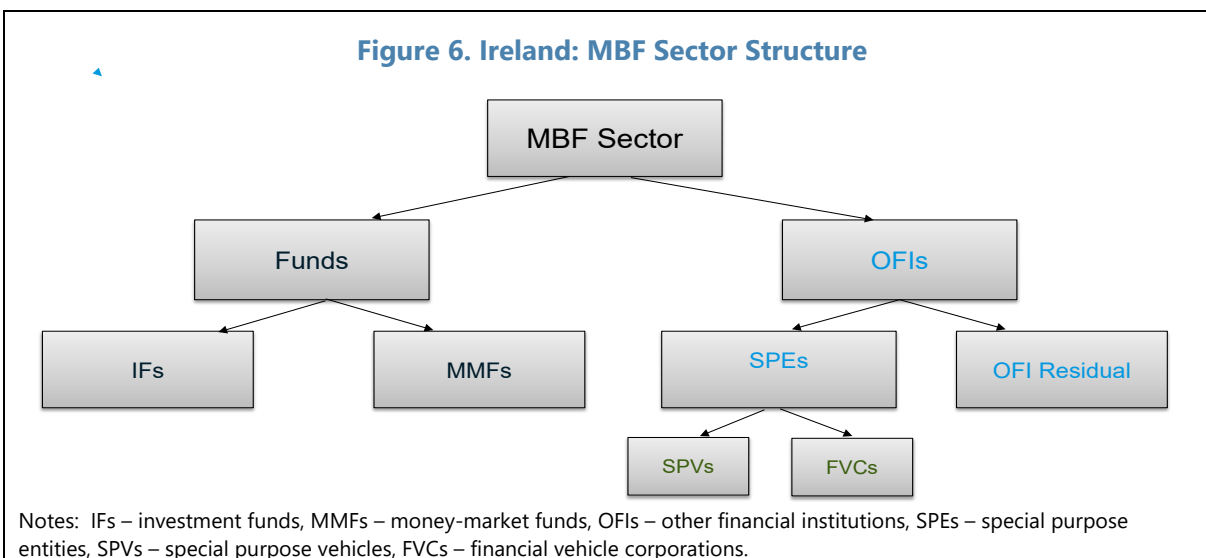 Figure 6. Ireland: MBF Sector Structure
MBF Sector
Funds
OFIs
IFs
MMFs
SPEs
OFI Residual
SPVs
FVCs
Notes:  IFs – investment funds, MMFs – money-market funds, OFIs – other financial institutions, SPEs – special purpose
entities, SPVs – special purpose vehicles, FVCs – financial vehicle corporations.